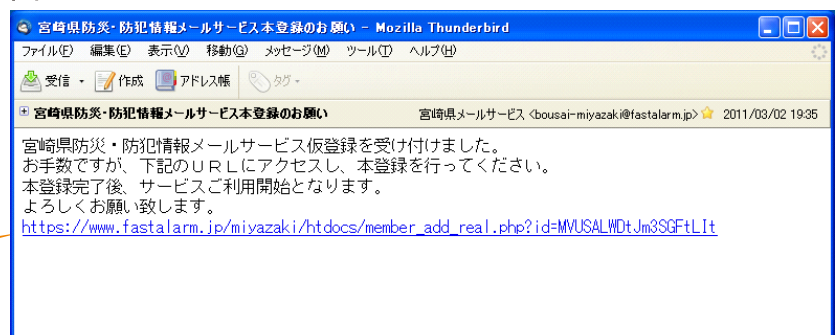 宮崎県防災・防犯情報メールサービス本登録のお願い - Mozilla Thunderbird
ファイル(F) 編集(E) 表示(V) 移動(G) メッセージ(M) ツール(T) ヘルプ(H)
受信 作成 アドレス帳 タグ
宮崎県防災・防犯情報メールサービス本登録のお願い 宮崎県メールサービス <bousai-miyazaki@fastalarm.jp> 2011/03/02 19:35
宮崎県防災・防犯情報メールサービス仮登録を受け付けました。
お手数ですが、下記のＵＲＬにアクセスし、本登録を行ってください。
本登録完了後、サービスご利用開始となります。
よろしくお願い致します。
https://www.fastalarm.jp/miyazaki/htdocs/member_add_real.php?id=MVUSALWDtJm3SGFtLIt